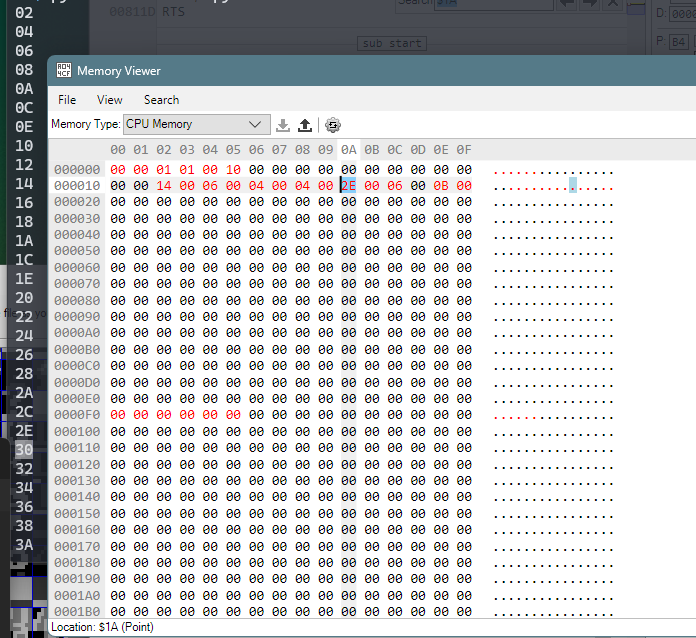 02
00811D RTS
Search
04
D:
06
sub start
P: B4
08
Memory Viewer
0A
File View Search
0C
0E
Memory Type: CPU Memory
10
00 01 02 03 04 05 06 07 08 09 0A 0B 0C 0D 0E 0F
12
000000 00 00 01 01 00 10 00 00 00 00 00 00 00 00 00 00 ................
14
000010 00 00 14 00 06 00 04 00 04 00 2E 00 06 00 0B 00 ................
16
000020 00 00 00 00 00 00 00 00 00 00 00 00 00 00 00 00 ................
18
000030 00 00 00 00 00 00 00 00 00 00 00 00 00 00 00 00 ................
1A
000040 00 00 00 00 00 00 00 00 00 00 00 00 00 00 00 00 ................
000050 00 00 00 00 00 00 00 00 00 00 00 00 00 00 00 00 ................
1C
000060 00 00 00 00 00 00 00 00 00 00 00 00 00 00 00 00 ................
1E
000070 00 00 00 00 00 00 00 00 00 00 00 00 00 00 00 00 ................
20
000080 00 00 00 00 00 00 00 00 00 00 00 00 00 00 00 00 ................
22
000090 00 00 00 00 00 00 00 00 00 00 00 00 00 00 00 00 ................
24
0000A0 00 00 00 00 00 00 00 00 00 00 00 00 00 00 00 00 ................
26
0000B0 00 00 00 00 00 00 00 00 00 00 00 00 00 00 00 00 ................
28
0000C0 00 00 00 00 00 00 00 00 00 00 00 00 00 00 00 00 ................
2A
0000D0 00 00 00 00 00 00 00 00 00 00 00 00 00 00 00 00 ................
0000E0 00 00 00 00 00 00 00 00 00 00 00 00 00 00 00 00 ................
2C
0000F0 00 00 00 00 00 00 00 00 00 00 00 00 00 00 00 00 ................
2E
000100 00 00 00 00 00 00 00 00 00 00 00 00 00 00 00 00 ................
30
000110 00 00 00 00 00 00 00 00 00 00 00 00 00 00 00 00 ................
32
000120 00 00 00 00 00 00 00 00 00 00 00 00 00 00 00 00 ................
34
000130 00 00 00 00 00 00 00 00 00 00 00 00 00 00 00 00 ................
36
000140 00 00 00 00 00 00 00 00 00 00 00 00 00 00 00 00 ................
38
000150 00 00 00 00 00 00 00 00 00 00 00 00 00 00 00 00 ................
000160 00 00 00 00 00 00 00 00 00 00 00 00 00 00 00 00 ................
3A
000170 00 00 00 00 00 00 00 00 00 00 00 00 00 00 00 00 ................
000180 00 00 00 00 00 00 00 00 00 00 00 00 00 00 00 00 ................
000190 00 00 00 00 00 00 00 00 00 00 00 00 00 00 00 00 ................
0001A0 00 00 00 00 00 00 00 00 00 00 00 00 00 00 00 00 ................
0001B0 00 00 00 00 00 00 00 00 00 00 00 00 00 00 00 00 ................
Location: $1A (Point)